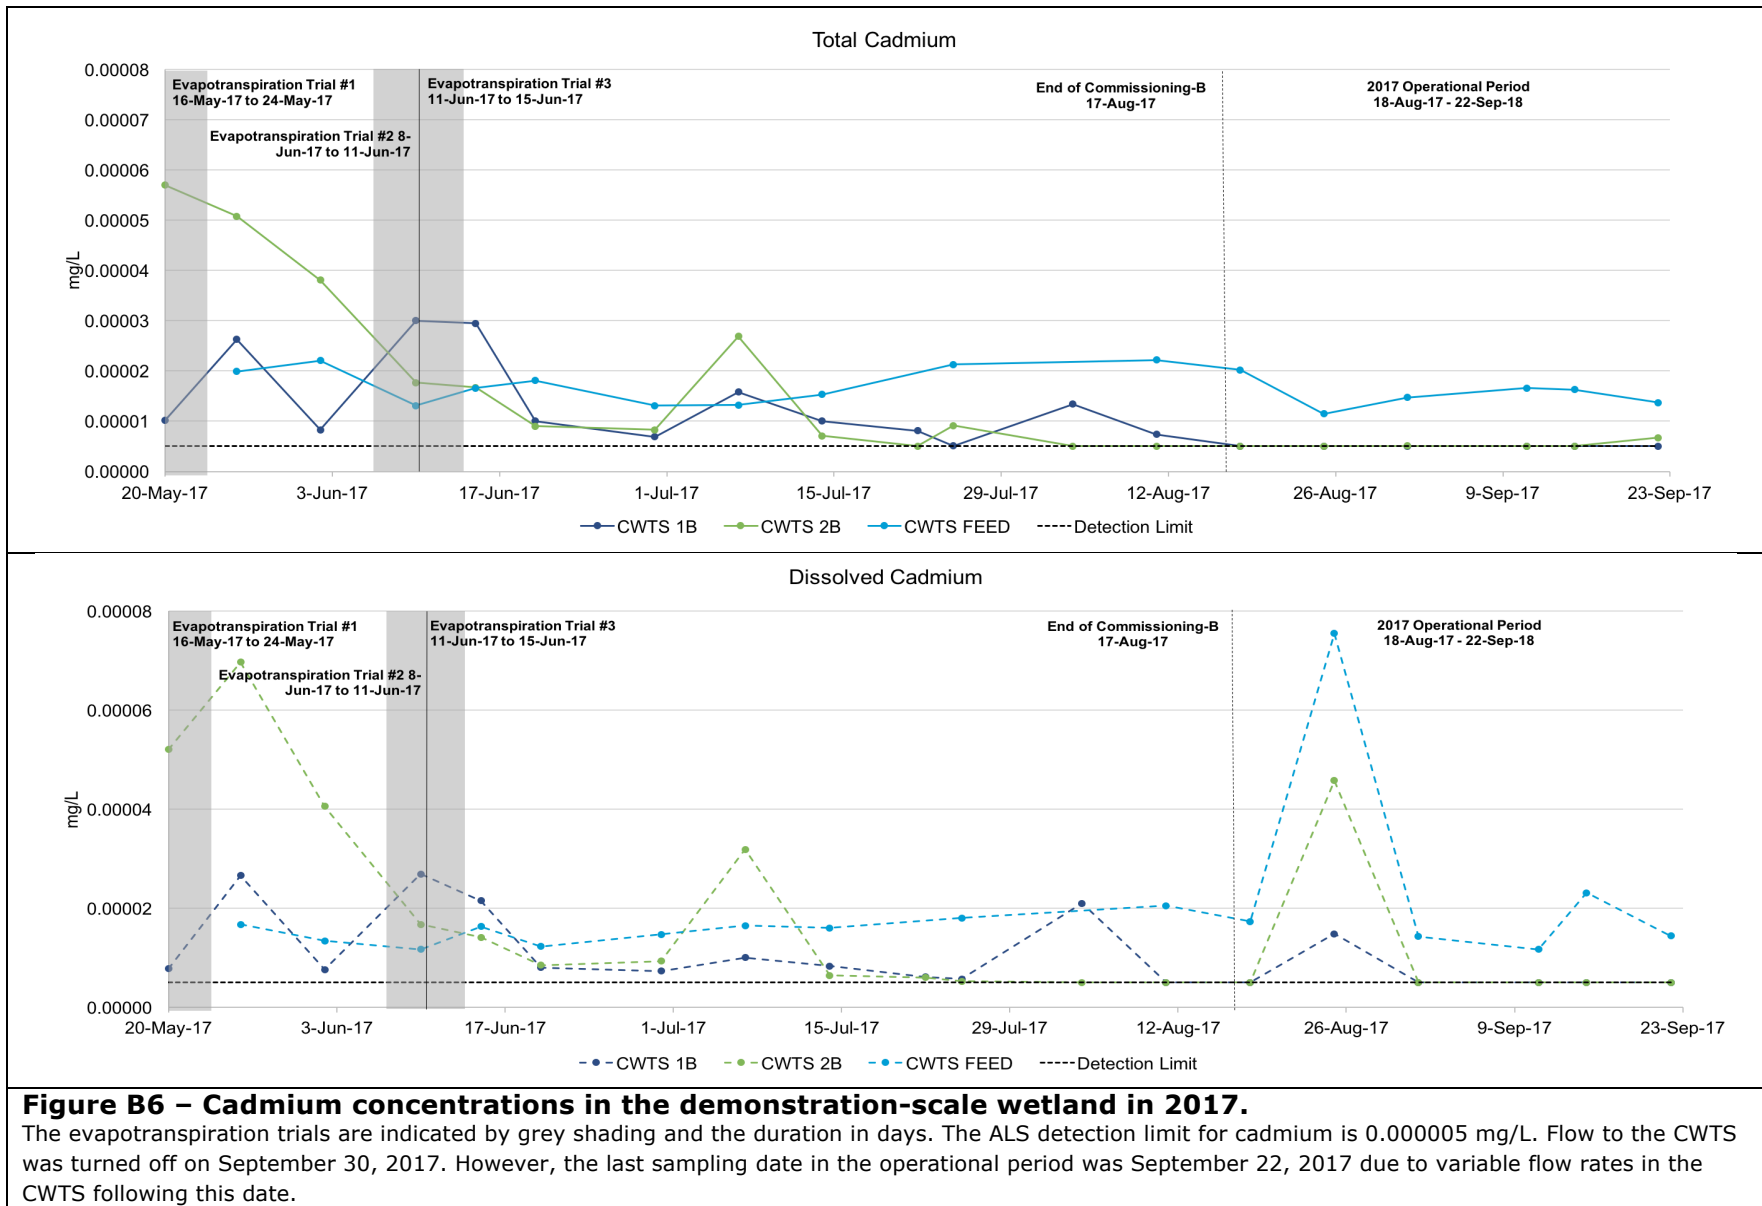 Total Cadmium
0.00008
0.00007
0.00006
0.00005
0.00004
0.00003
0.00002
0.00001
0.00000
mg/L
Evapotranspiration Trial #1
16-May-17 to 24-May-17
Evapotranspiration Trial #2 8-
Jun-17 to 11-Jun-17
Evapotranspiration Trial #3
11-Jun-17 to 15-Jun-17
End of Commissioning-B
17-Aug-17
2017 Operational Period
18-Aug-17 - 22-Sep-18
20-May-17 3-Jun-17 17-Jun-17 1-Jul-17 15-Jul-17 29-Jul-17 12-Aug-17 26-Aug-17 9-Sep-17 23-Sep-17
CWTS 1B CWTS 2B CWTS FEED Detection Limit
Dissolved Cadmium
0.00008
0.00006
0.00004
0.00002
0.00000
mg/L
Evapotranspiration Trial #1
16-May-17 to 24-May-17
Evapotranspiration Trial #2 8-
Jun-17 to 11-Jun-17
Evapotranspiration Trial #3
11-Jun-17 to 15-Jun-17
End of Commissioning-B
17-Aug-17
2017 Operational Period
18-Aug-17 - 22-Sep-18
20-May-17 3-Jun-17 17-Jun-17 1-Jul-17 15-Jul-17 29-Jul-17 12-Aug-17 26-Aug-17 9-Sep-17 23-Sep-17
CWTS 1B CWTS 2B CWTS FEED Detection Limit
Figure B6 – Cadmium concentrations in the demonstration-scale wetland in 2017.
The evapotranspiration trials are indicated by grey shading and the duration in days. The ALS detection limit for cadmium is 0.000005 mg/L. Flow to the CWTS
was turned off on September 30, 2017. However, the last sampling date in the operational period was September 22, 2017 due to variable flow rates in the
CWTS following this date.